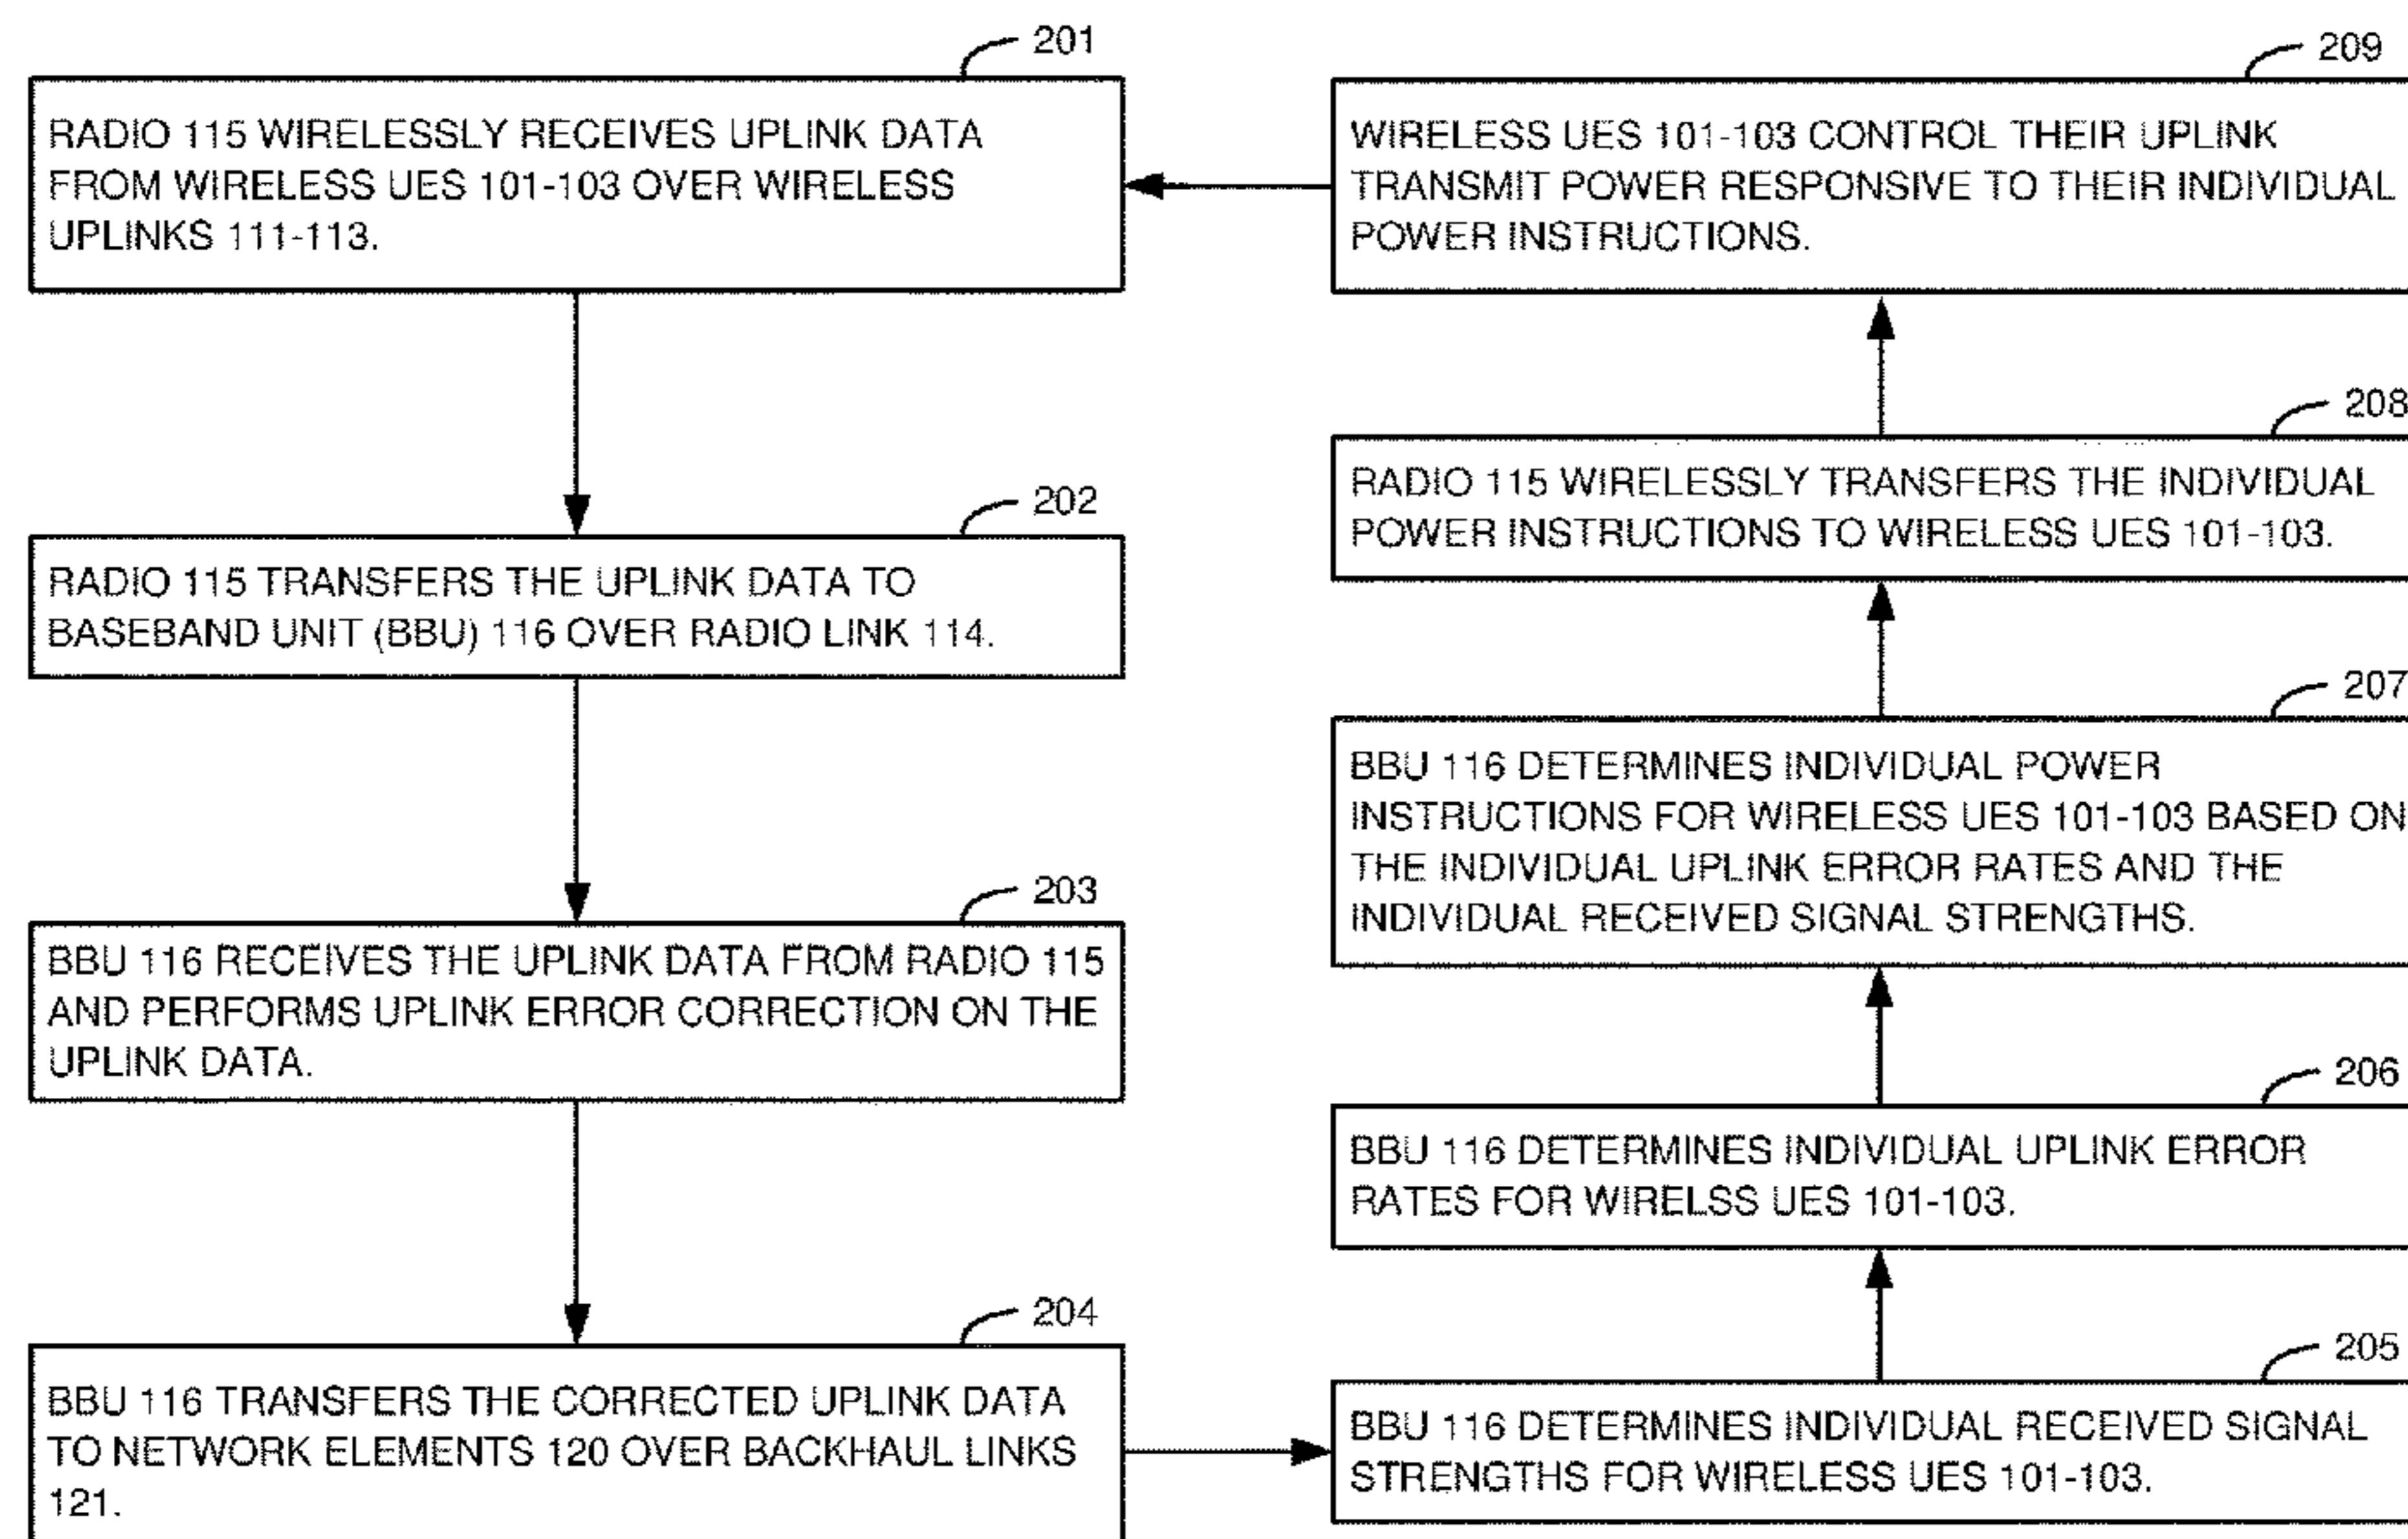 201
RADIO 115 WIRELESSLY RECEIVES UPLINK DATA
FROM WIRELESS UES 101-103 OVER WIRELESS
UPLINKS 111-113.
202
RADIO 115 TRANSFERS THE UPLINK DATA TO
BASEBAND UNIT (BBU) 116 OVER RADIO LINK 114.
203
BBU 116 RECEIVES THE UPLINK DATA FROM RADIO 115
AND PERFORMS UPLINK ERROR CORRECTION ON THE
UPLINK DATA.
204
BBU 116 TRANSFERS THE CORRECTED UPLINK DATA
TO NETWORK ELEMENTS 120 OVER BACKHAUL LINKS
121.
205
BBU 116 DETERMINES INDIVIDUAL RECEIVED SIGNAL
STRENGTHS FOR WIRELESS UES 101-103.
206
BBU 116 DETERMINES INDIVIDUAL UPLINK ERROR
RATES FOR WIRELSS UES 101-103.
207
BBU 116 DETERMINES INDIVIDUAL POWER
INSTRUCTIONS FOR WIRELESS UES 101-103 BASED ON
THE INDIVIDUAL UPLINK ERROR RATES AND THE
INDIVIDUAL RECEIVED SIGNAL STRENGTHS.
208
RADIO 115 WIRELESSLY TRANSFERS THE INDIVIDUAL
POWER INSTRUCTIONS TO WIRELESS UES 101-103.
209
WIRELESS UES 101-103 CONTROL THEIR UPLINK
TRANSMIT POWER RESPONSIVE TO THEIR INDIVIDUAL
POWER INSTRUCTIONS.